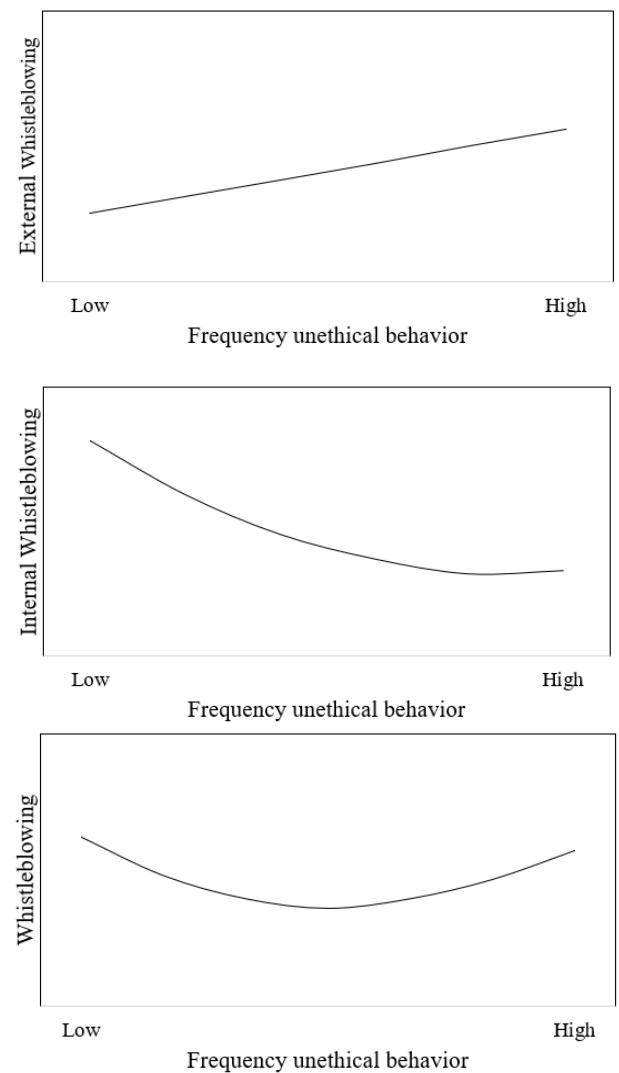 External Whistleblowing
Low
High
Frequency unethical behavior
Internal Whistleblowing
Low
High
Frequency unethical behavior
Whistleblowing
Low
High
Frequency unethical behavior